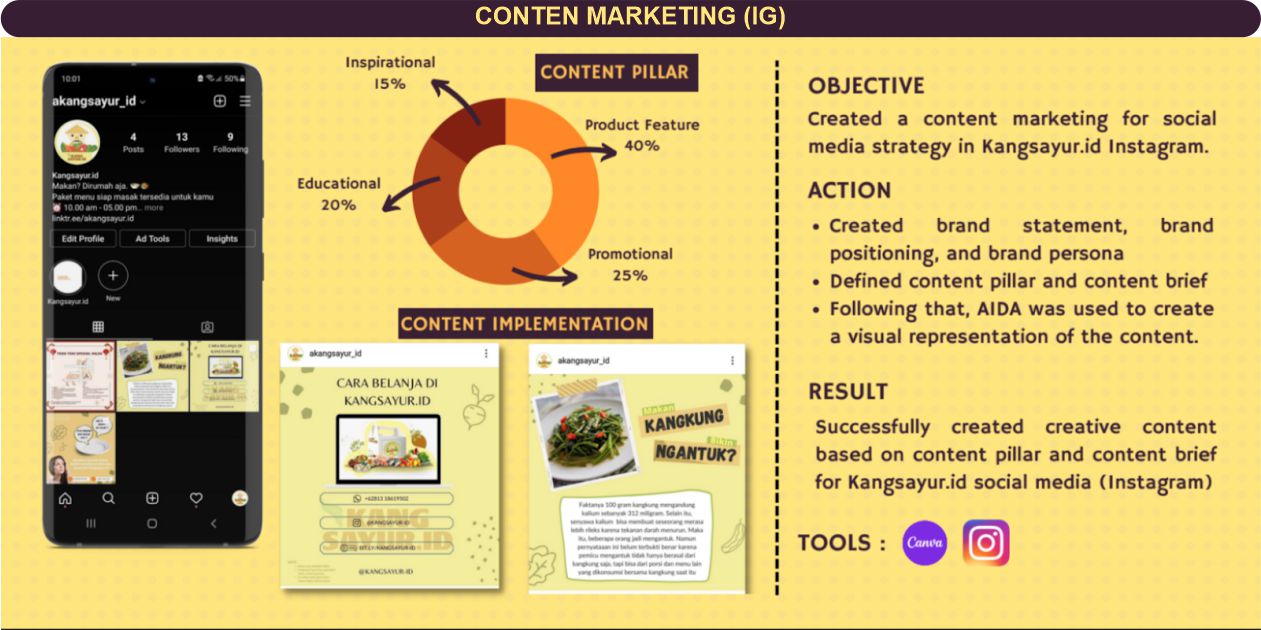 CONTEN MARKETING (IG)
10:01
50%
akangsayur_id
4
13
9
Posts
Followers
Following
Kangsayur.id
Makan? Dirumah aja.
Paket menu siap masak tersedia untuk kamu
10.00 am - 05.00 pm... more
linktr.ee/akangsayur.id
Edit Profile
Ad Tools
Insights
Kangsayur.id
New
CONTENT PILLAR
Inspirational
15%
Product Feature
40%
Educational
20%
Promotional
25%
CONTENT IMPLEMENTATION
akangsayur_id
CARA BELANJA DI
KANGSAYUR.ID
+62813 18619502
@KANGSAYUR.ID
BIT.LY/KANGSAYUR-ID
KANG
SAYUR.ID
@KANGSAYUR-ID
akangsayur_id
Makan
KANGKUNG
Bikin
NGANTUK?
Faktanya 100 gram kangkung mengandung
kalium sebanyak 312 miligram. Selain itu,
senyawa kalium bisa membuat seseorang merasa
lebih rileks karena tekanan darah menurun. Maka
itu, beberapa orang jadi mengantuk. Namun
pernyataan ini belum terbukti benar karena
pemicu mengantuk tidak hanya berasal dari
kangkung saja, tapi bisa dari porsi dan menu lain
yang dikonsumsi bersama kangkung saat itu
OBJECTIVE
Created a content marketing for social
media strategy in Kangsayur.id Instagram.
ACTION
• Created brand statement, brand
positioning, and brand persona
• Defined content pillar and content brief
• Following that, AIDA was used to create
a visual representation of the content.
RESULT
Successfully created creative content
based on content pillar and content brief
for Kangsayur.id social media (Instagram)
TOOLS :
Canva